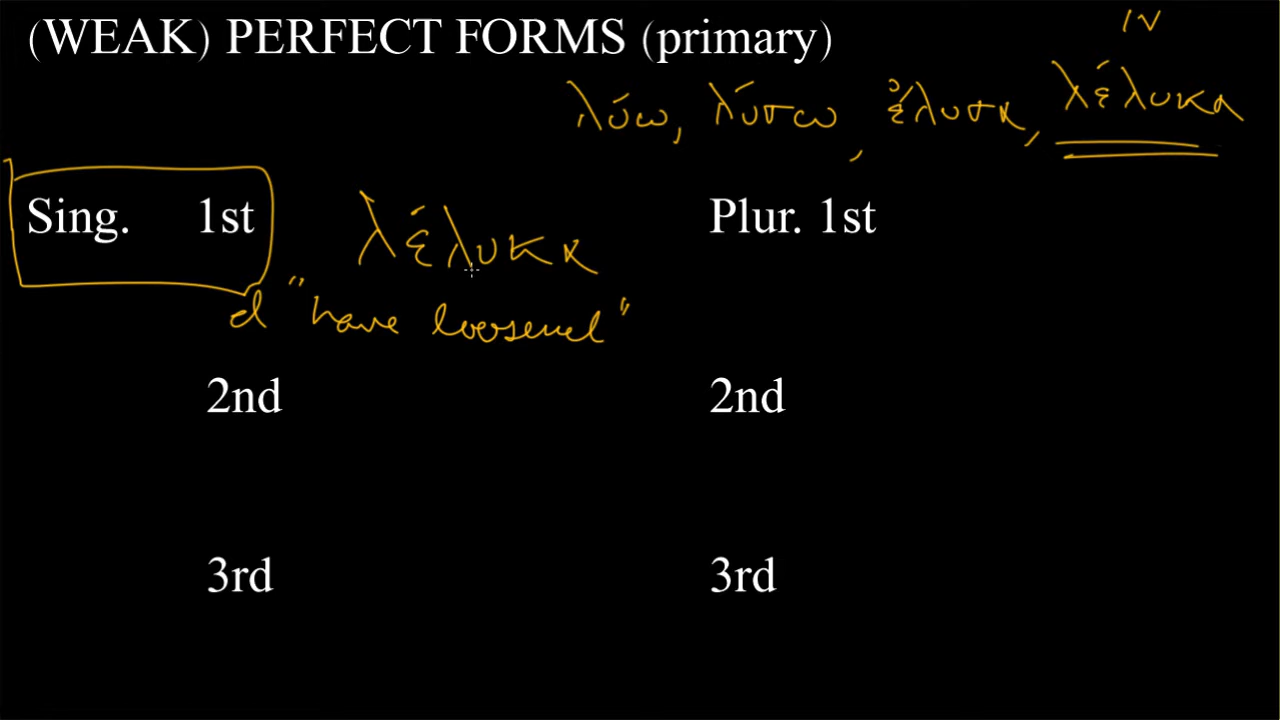 (WEAK) PERFECT FORMS (primary)
IV
λύω, λύσω, ἔλυσα, λέλυκα
Sing. 1st λέλυκα Plur. 1st
I "have loosened"
2nd 2nd
3rd 3rd